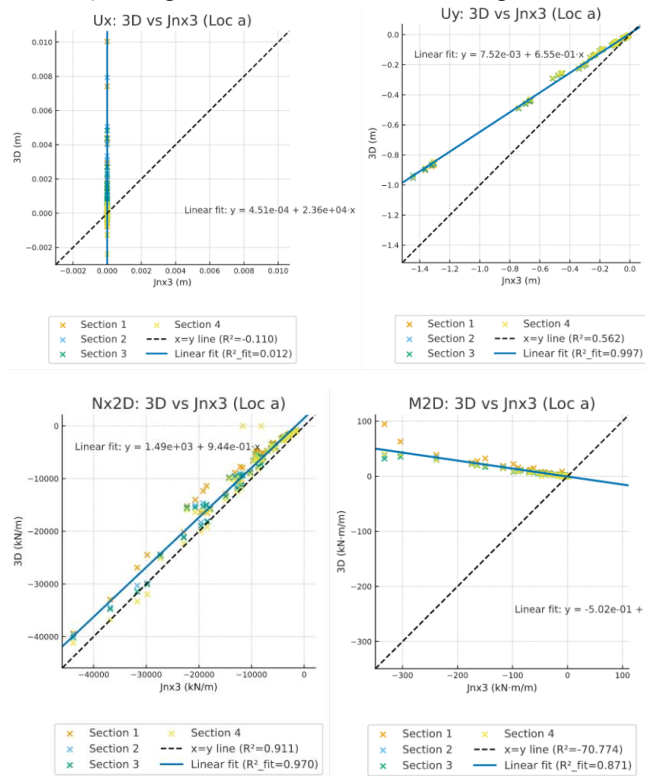 Ux: 3D vs Jnx3 (Loc a)
0.010
0.008
0.006
0.004
0.002
0.000
−0.002
3D (m)
Linear fit: y = 4.51e-04 + 2.36e+04·x
−0.002 0.000 0.002 0.004 0.006 0.008 0.010
Jnx3 (m)
Section 1 Section 4
Section 2 x=y line (R²=-0.110)
Section 3 Linear fit (R²_fit=0.012)
Uy: 3D vs Jnx3 (Loc a)
0.0
−0.2
−0.4
−0.6
−0.8
−1.0
−1.2
−1.4
3D (m)
Linear fit: y = 7.52e-03 + 6.55e-01·x
−1.4 −1.2 −1.0 −0.8 −0.6 −0.4 −0.2 0.0
Jnx3 (m)
Section 1 Section 4
Section 2 x=y line (R²=0.562)
Section 3 Linear fit (R²_fit=0.997)
Nx2D: 3D vs Jnx3 (Loc a)
0
−10000
−20000
−30000
−40000
3D (kN/m)
Linear fit: y = 1.49e+03 + 9.44e-01·x
−40000 −30000 −20000 −10000 0
Jnx3 (kN/m)
Section 1 Section 4
Section 2 x=y line (R²=0.911)
Section 3 Linear fit (R²_fit=0.970)
M2D: 3D vs Jnx3 (Loc a)
100
0
−100
−200
−300
3D (kN·m/m)
Linear fit: y = -5.02e-01 +
−300 −200 −100 0 100
Jnx3 (kN·m/m)
Section 1 Section 4
Section 2 x=y line (R²=-70.774)
Section 3 Linear fit (R²_fit=0.871)